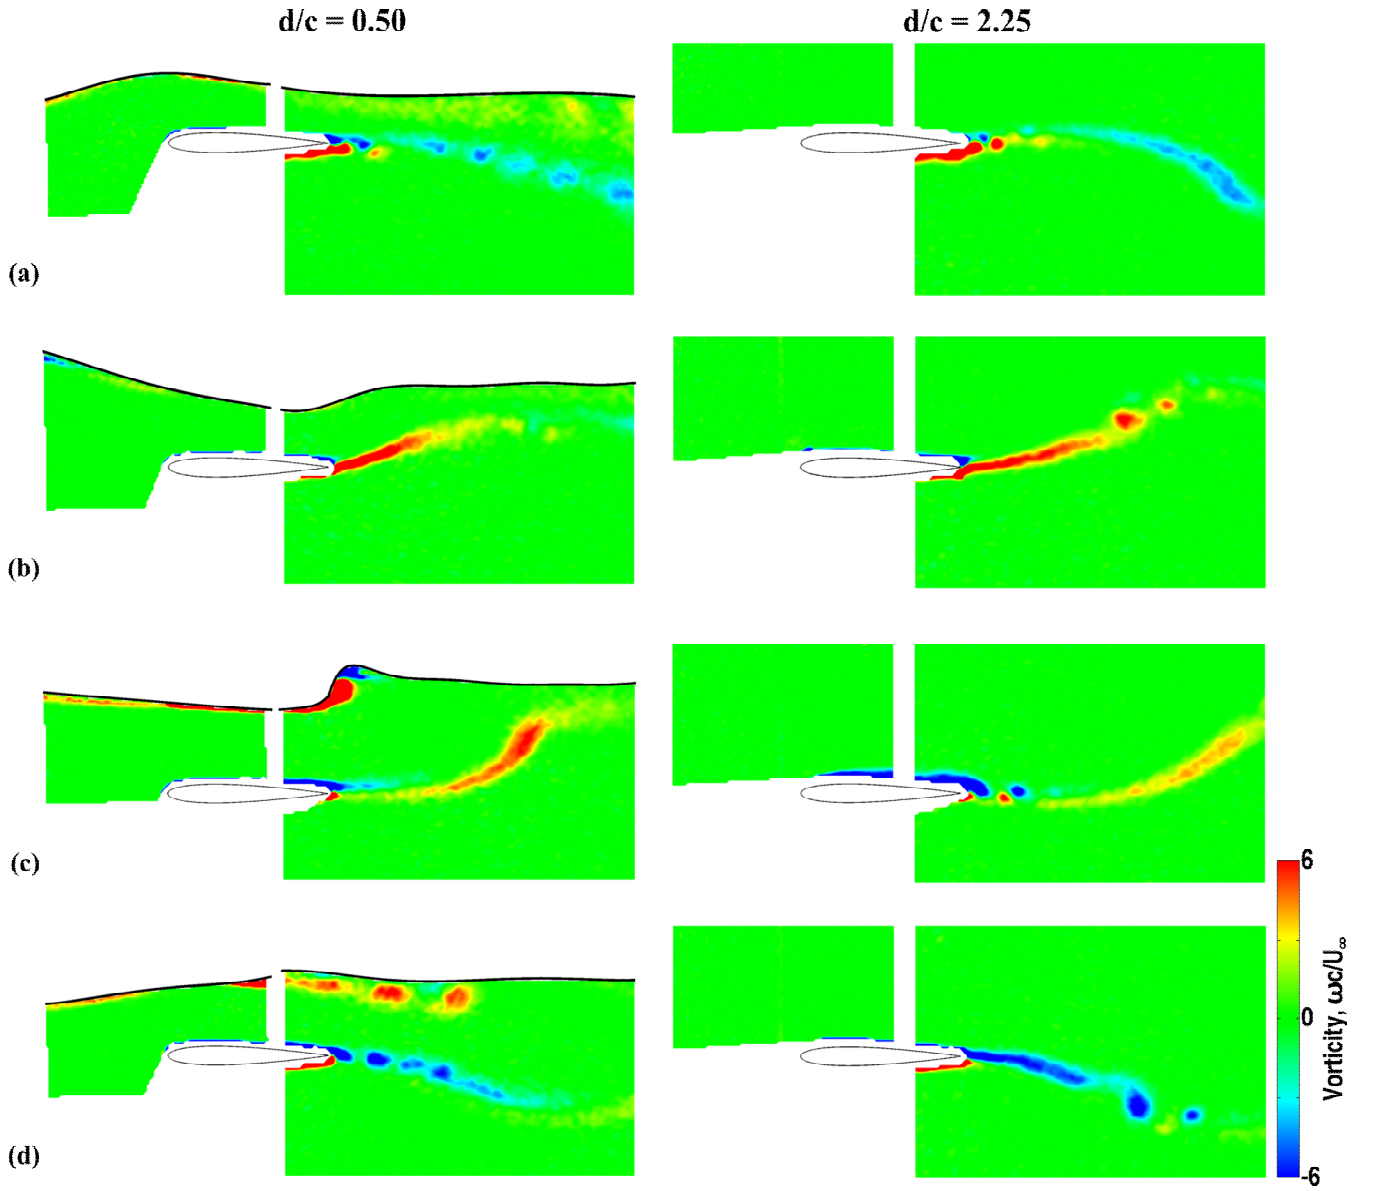 d/c = 0.50
d/c = 2.25
(a)
(b)
(c)
(d)
6
0
-6
Vorticity, ωc/U∞